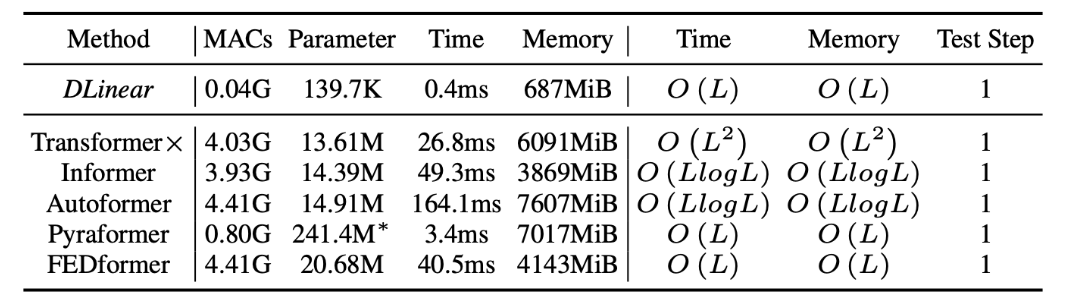 Method MACs Parameter Time Memory Time Memory Test Step
DLinear 0.04G 139.7K 0.4ms 687MiB O (L) O (L) 1
Transformer× 4.03G 13.61M 26.8ms 6091MiB O (L²) O (L²) 1
Informer 3.93G 14.39M 49.3ms 3869MiB O (LlogL) O (LlogL) 1
Autoformer 4.41G 14.91M 164.1ms 7607MiB O (LlogL) O (LlogL) 1
Pyraformer 0.80G 241.4M* 3.4ms 7017MiB O (L) O (L) 1
FEDformer 4.41G 20.68M 40.5ms 4143MiB O (L) O (L) 1